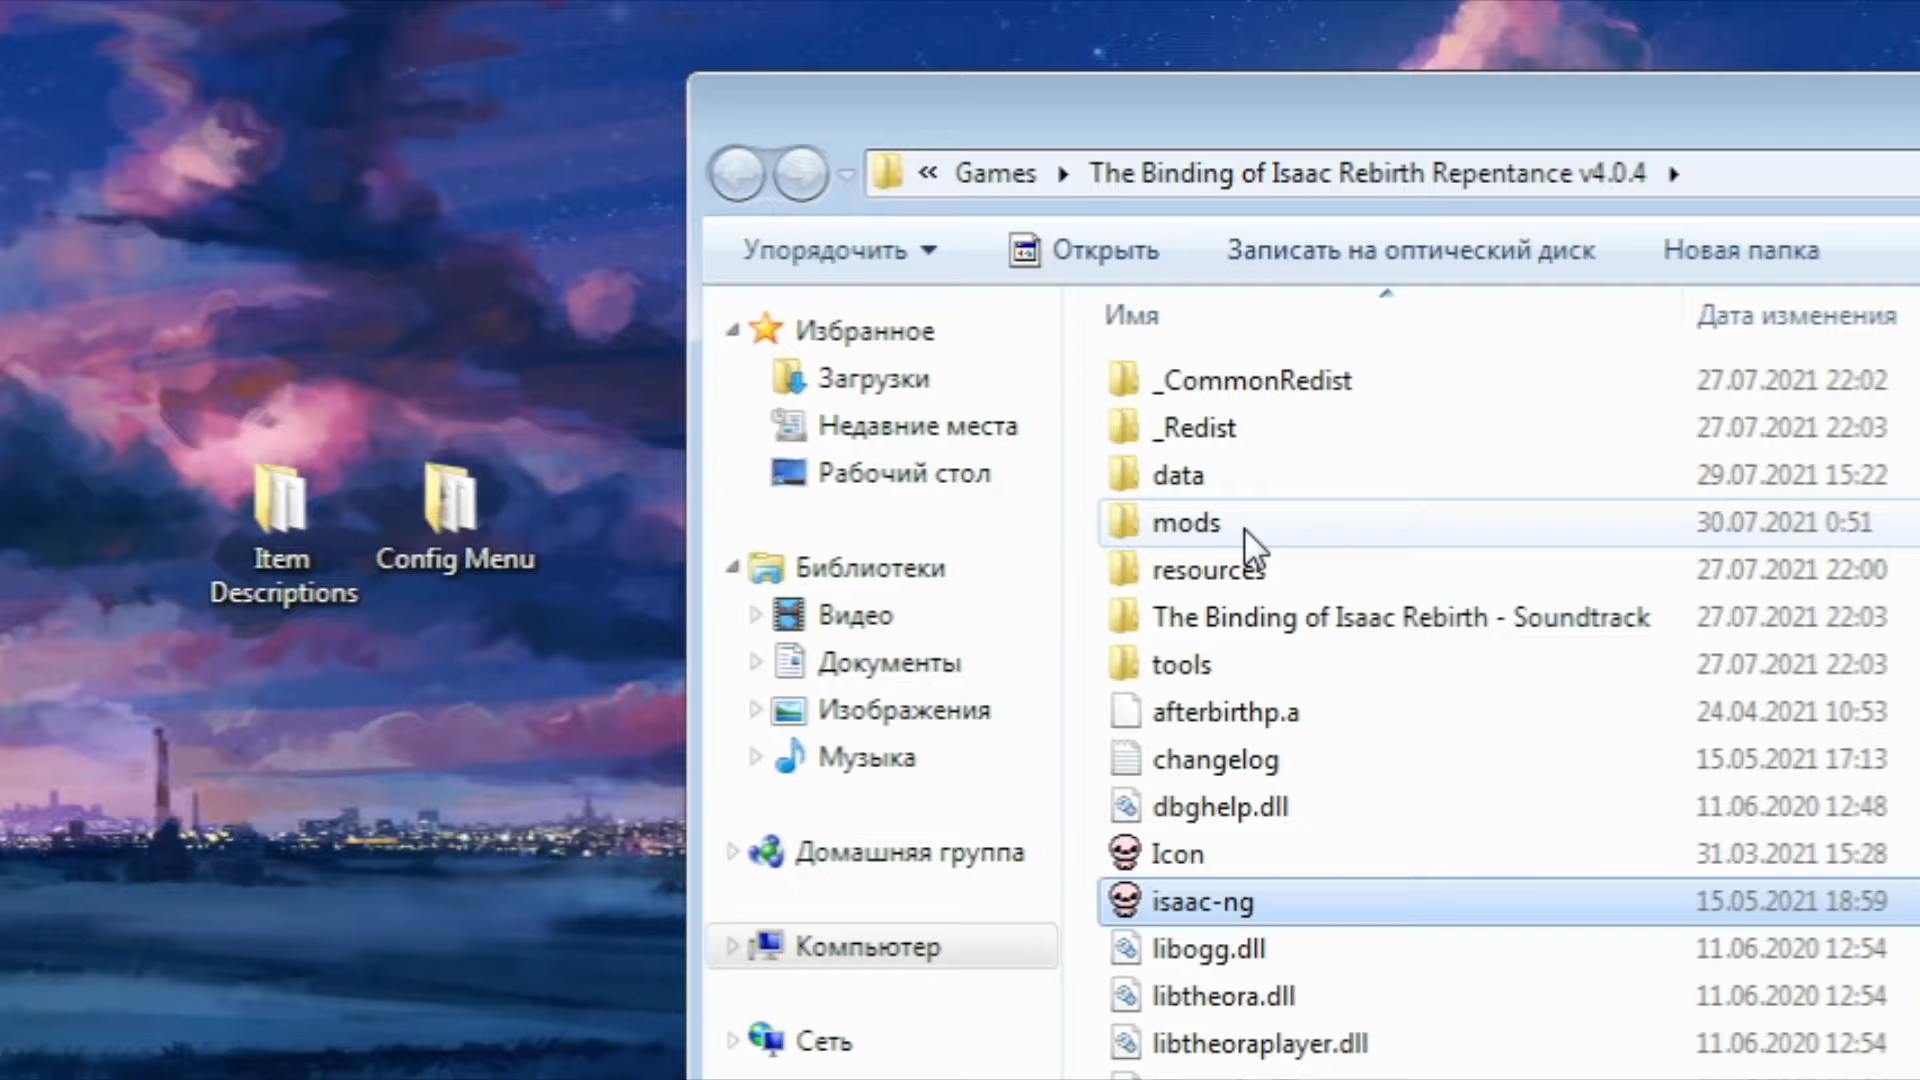 Item
Descriptions
Config Menu
« Games ▸ The Binding of Isaac Rebirth Repentance v4.0.4 ▸
Упорядочить Открыть Записать на оптический диск Новая папка
Избранное
Загрузки
Недавние места
Рабочий стол
Библиотеки
Видео
Документы
Изображения
Музыка
Домашняя группа
Компьютер
Сеть
Имя Дата изменения
_CommonRedist 27.07.2021 22:02
_Redist 27.07.2021 22:03
data 29.07.2021 15:22
mods 30.07.2021 0:51
resources 27.07.2021 22:00
The Binding of Isaac Rebirth - Soundtrack 27.07.2021 22:03
tools 27.07.2021 22:03
afterbirthp.a 24.04.2021 10:53
changelog 15.05.2021 17:13
dbghelp.dll 11.06.2020 12:48
Icon 31.03.2021 15:28
isaac-ng 15.05.2021 18:59
libogg.dll 11.06.2020 12:54
libtheora.dll 11.06.2020 12:54
libtheoraplayer.dll 11.06.2020 12:54